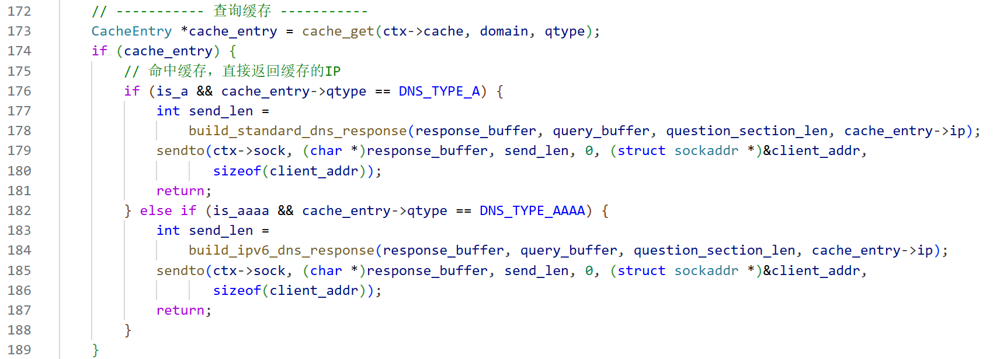 172 // ----------- 查询缓存 -----------
173 CacheEntry *cache_entry = cache_get(ctx->cache, domain, qtype);
174 if (cache_entry) {
175 // 命中缓存，直接返回缓存的IP
176 if (is_a && cache_entry->qtype == DNS_TYPE_A) {
177 int send_len =
178 build_standard_dns_response(response_buffer, query_buffer, question_section_len, cache_entry->ip);
179 sendto(ctx->sock, (char *)response_buffer, send_len, 0, (struct sockaddr *)&client_addr,
180 sizeof(client_addr));
181 return;
182 } else if (is_aaaa && cache_entry->qtype == DNS_TYPE_AAAA) {
183 int send_len =
184 build_ipv6_dns_response(response_buffer, query_buffer, question_section_len, cache_entry->ip);
185 sendto(ctx->sock, (char *)response_buffer, send_len, 0, (struct sockaddr *)&client_addr,
186 sizeof(client_addr));
187 return;
188 }
189 }